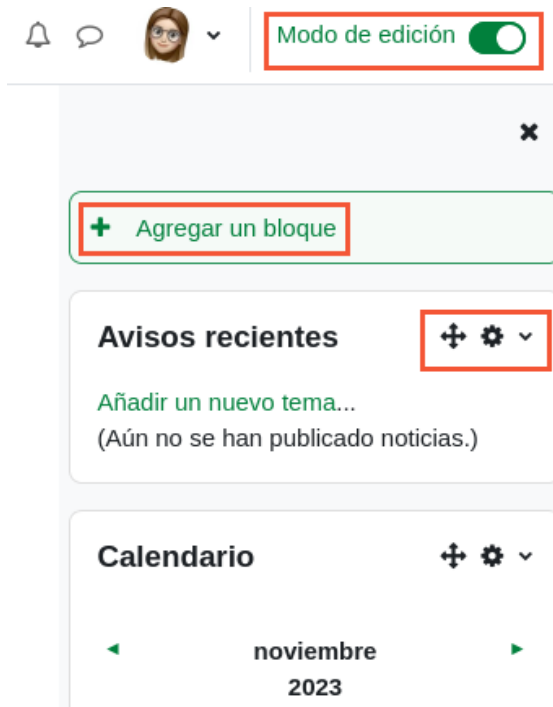 Modo de edición
Agregar un bloque
Avisos recientes
Añadir un nuevo tema...
(Aún no se han publicado noticias.)
Calendario
noviembre
2023